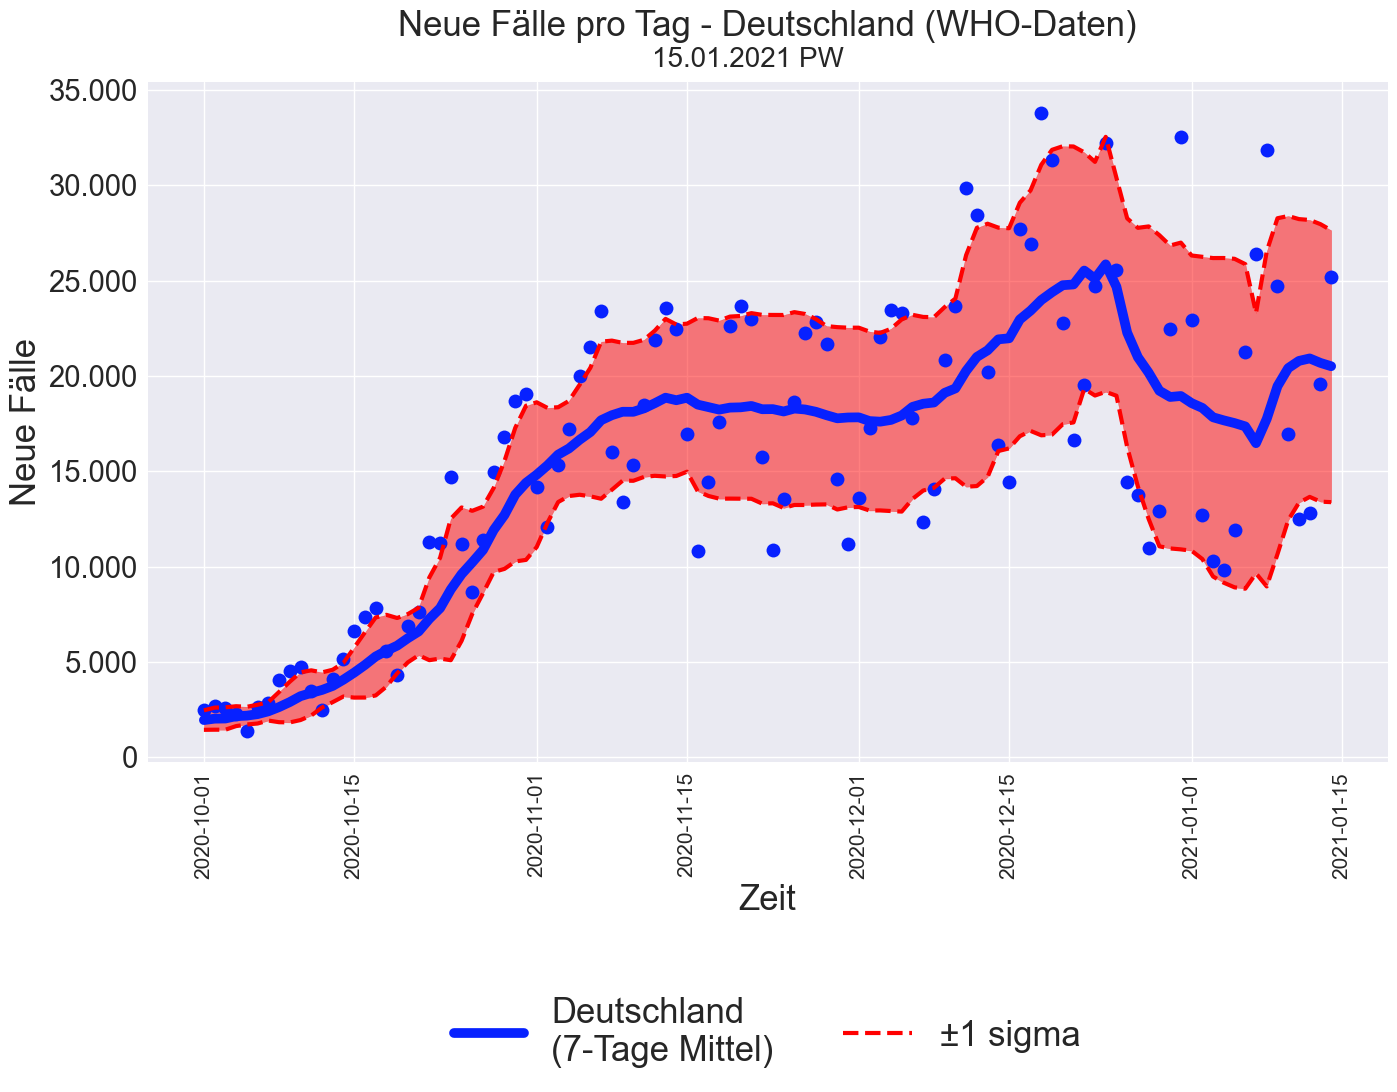 Neue Fälle pro Tag - Deutschland (WHO-Daten)
15.01.2021 PW
35.000
30.000
25.000
20.000
15.000
10.000
5.000
0
Neue Fälle
2020-10-01
2020-10-15
2020-11-01
2020-11-15
2020-12-01
2020-12-15
2021-01-01
2021-01-15
Zeit
Deutschland
(7-Tage Mittel)
±1 sigma